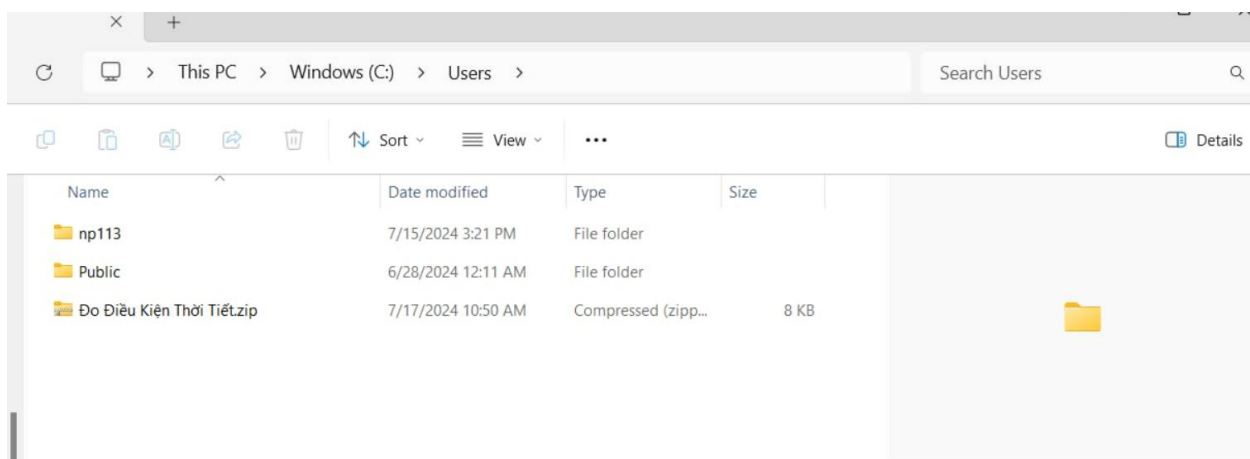 This PC > Windows (C:) > Users >
Search Users
Sort
View
Details
Name Date modified Type Size
np113 7/15/2024 3:21 PM File folder
Public 6/28/2024 12:11 AM File folder
Đo Điều Kiện Thời Tiết.zip 7/17/2024 10:50 AM Compressed (zipp... 8 KB